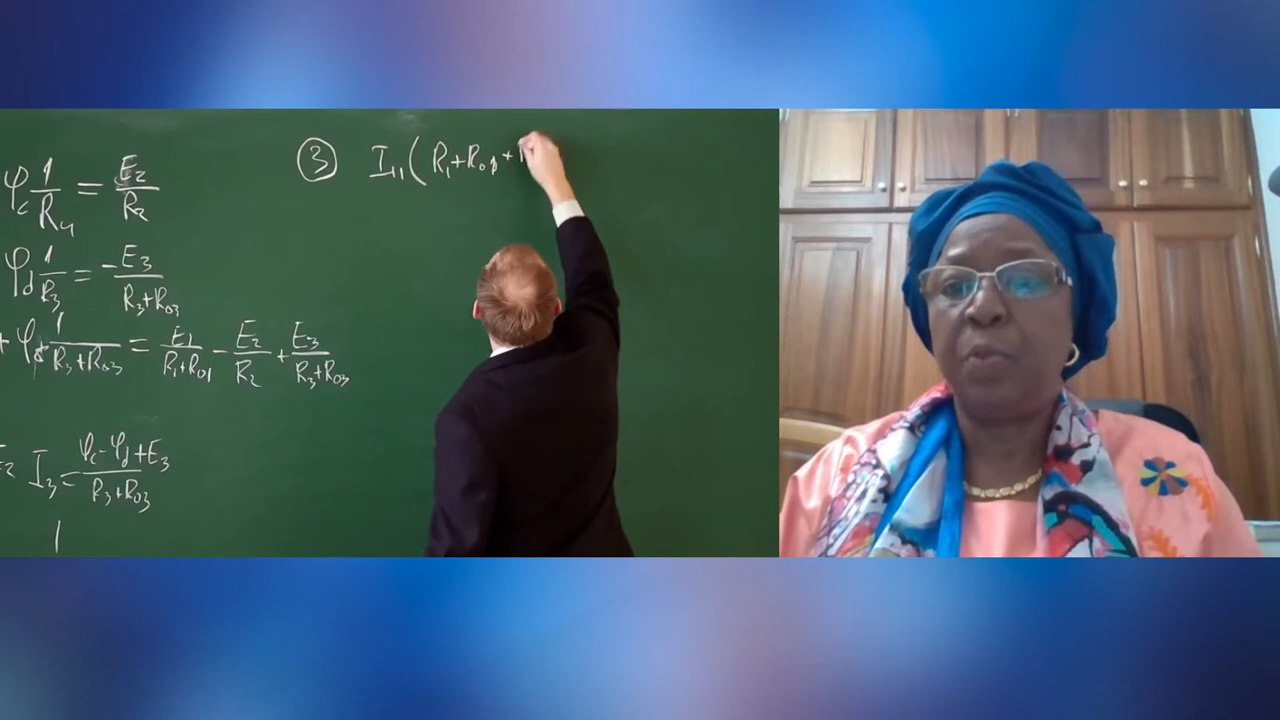 φc 1/R4 = E2/R2
φd 1/R3 = -E3/(R3+R03)
+ φd 1/(R3+R03) = E1/(R1+R01) - E2/R2 + E3/(R3+R03)
E2 I3 = (φc-φd+E3)/(R3+R03)
③ I11(R1+R01+